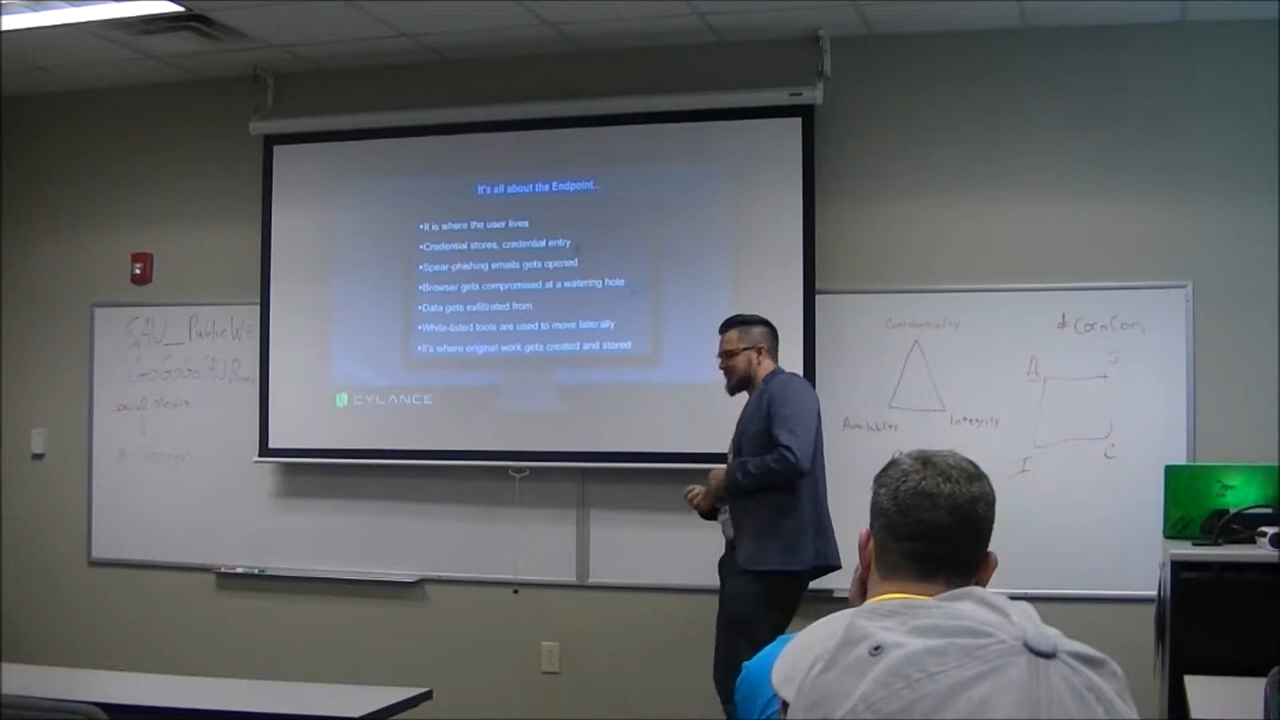 It's all about the Endpoint...
•It is where the user lives
•Credential stores, credential entry
•Spear-phishing emails gets opened
•Browser gets compromised at a watering hole
•Data gets exfiltrated from
•White-listed tools are used to move laterally
•It's where original work gets created and stored
CYLANCE
Social Media
Confidentiality
Availability
Integrity
#CornCon
A
I
C